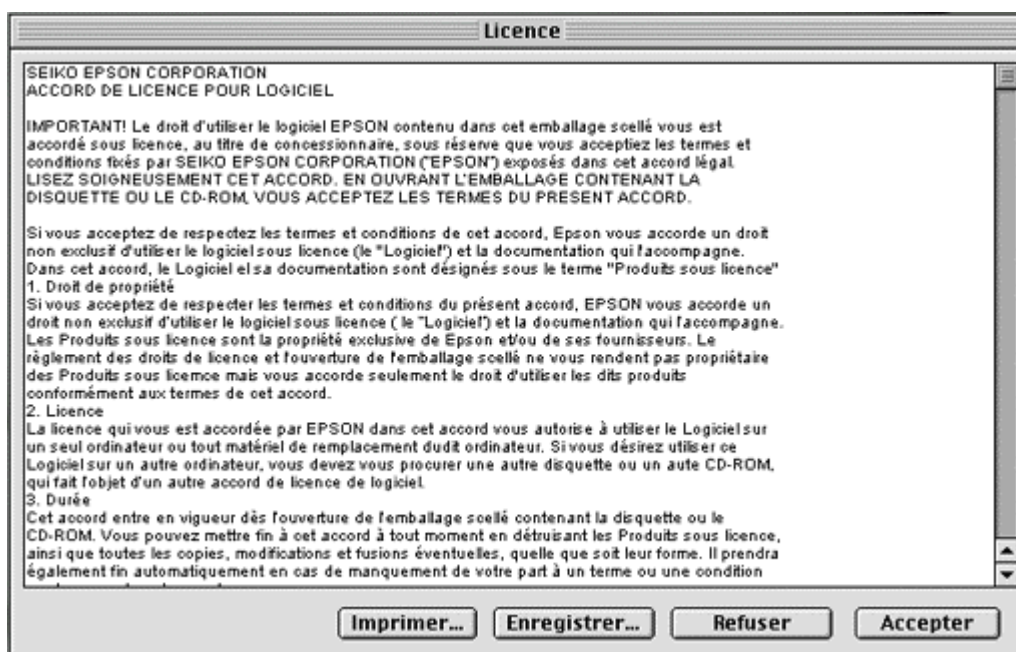 Licence
SEIKO EPSON CORPORATION
ACCORD DE LICENCE POUR LOGICIEL
IMPORTANT! Le droit d'utiliser le logiciel EPSON contenu dans cet emballage scellé vous est
accordé sous licence, au titre de concessionnaire, sous réserve que vous acceptiez les termes et
conditions fixés par SEIKO EPSON CORPORATION ("EPSON") exposés dans cet accord légal.
LISEZ SOIGNEUSEMENT CET ACCORD. EN OUVRANT L'EMBALLAGE CONTENANT LA
DISQUETTE OU LE CD-ROM, VOUS ACCEPTEZ LES TERMES DU PRESENT ACCORD.
Si vous acceptez de respectez les termes et conditions de cet accord, Epson vous accorde un droit
non exclusif d'utiliser le logiciel sous licence (le "Logiciel") et la documentation qui l'accompagne.
Dans cet accord, le Logiciel el sa documentation sont désignés sous le terme "Produits sous licence"
1. Droit de propriété
Si vous acceptez de respecter les termes et conditions du présent accord, EPSON vous accorde un
droit non exclusif d'utiliser le logiciel sous licence ( le "Logiciel") et la documentation qui l'accompagne.
Les Produits sous licence sont la propriété exclusive de Epson et/ou de ses fournisseurs. Le
règlement des droits de licence et l'ouverture de l'emballage scellé ne vous rendent pas propriétaire
des Produits sous licemce mais vous accorde seulement le droit d'utiliser les dits produits
conformément aux termes de cet accord.
2. Licence
La licence qui vous est accordée par EPSON dans cet accord vous autorise à utiliser le Logiciel sur
un seul ordinateur ou tout matériel de remplacement dudit ordinateur. Si vous désirez utiliser ce
Logiciel sur un autre ordinateur, vous devez vous procurer une autre disquette ou un aute CD-ROM,
qui fait l'objet d'un autre accord de licence de logiciel.
3. Durée
Cet accord entre en vigueur dès l'ouverture de l'emballage scellé contenant la disquette ou le
CD-ROM. Vous pouvez mettre fin à cet accord à tout moment en détruisant les Produits sous licence,
ainsi que toutes les copies, modifications et fusions éventuelles, quelle que soit leur forme. Il prendra
également fin automatiquement en cas de manquement de votre part à un terme ou une condition
Imprimer... Enregistrer... Refuser Accepter